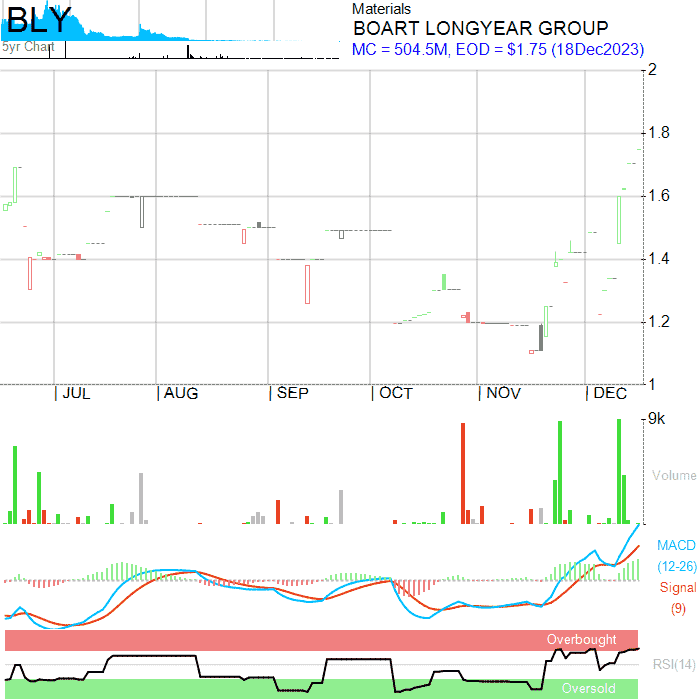 BLY
5yr Chart
Materials
BOART LONGYEAR GROUP
MC = 504.5M, EOD = $1.75 (18Dec2023)
2
1.8
1.6
1.4
1.2
1
JUL AUG SEP OCT NOV DEC
9k
Volume
MACD
(12-26)
Signal
(9)
Overbought
RSI(14)
Oversold